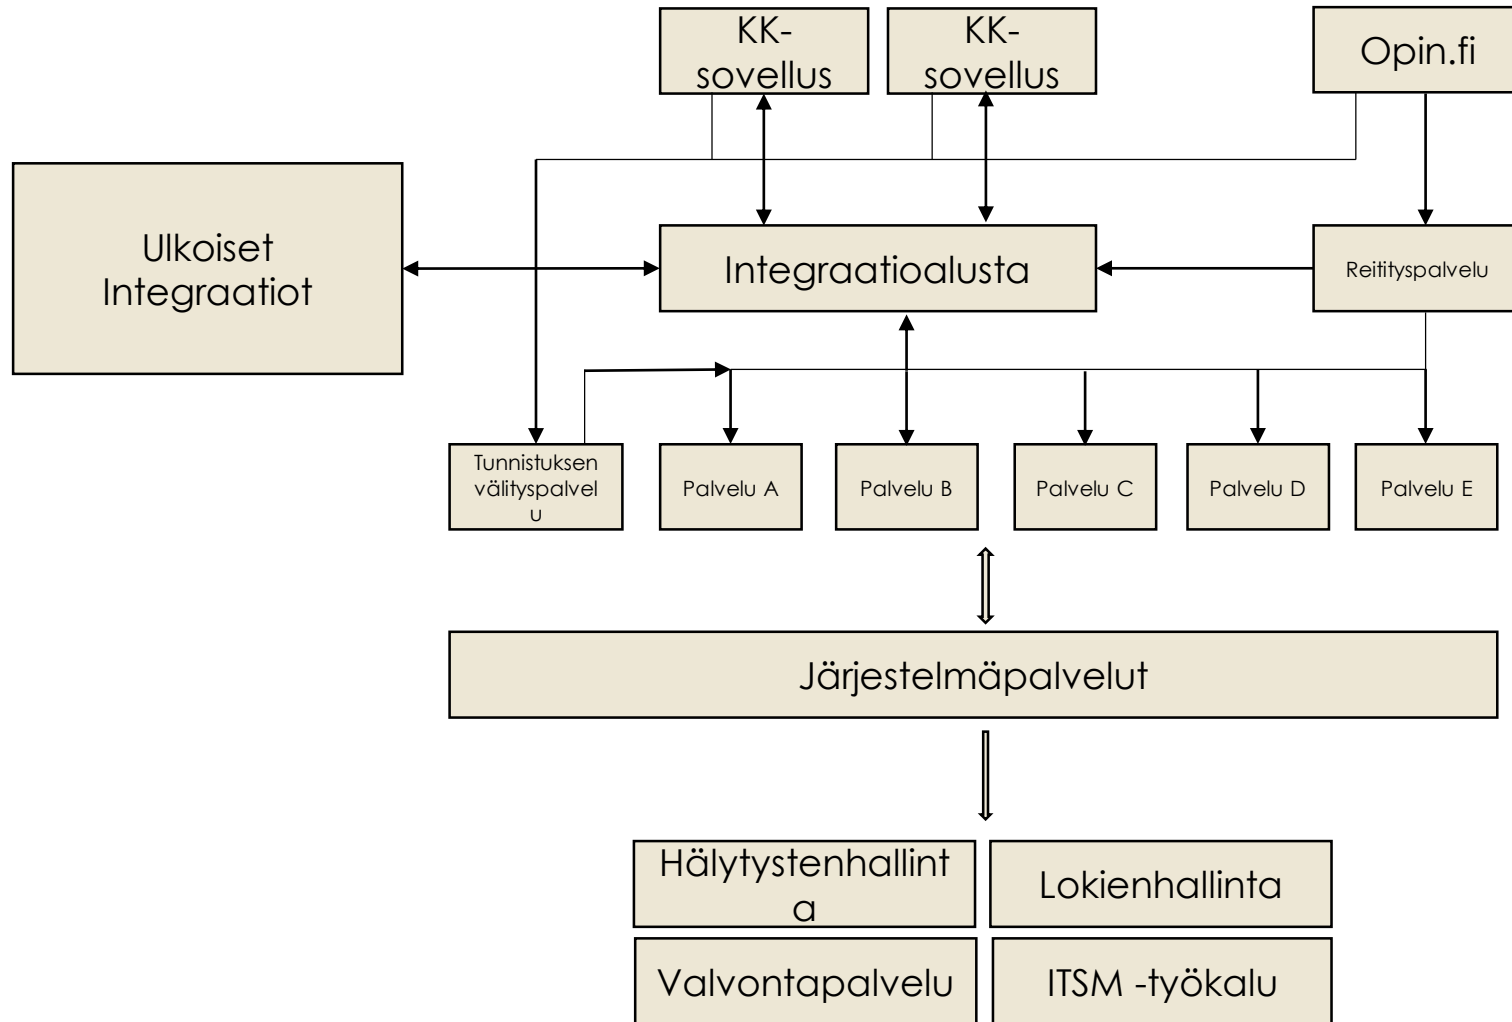 KK-
sovellus
KK-
sovellus
Opin.fi
Ulkoiset
Integraatiot
Integraatioalusta
Reitityspalvelu
Tunnistuksen
välityspalvel
u
Palvelu A
Palvelu B
Palvelu C
Palvelu D
Palvelu E
Järjestelmäpalvelut
Hälytystenhallint
a
Lokienhallinta
Valvontapalvelu
ITSM -työkalu